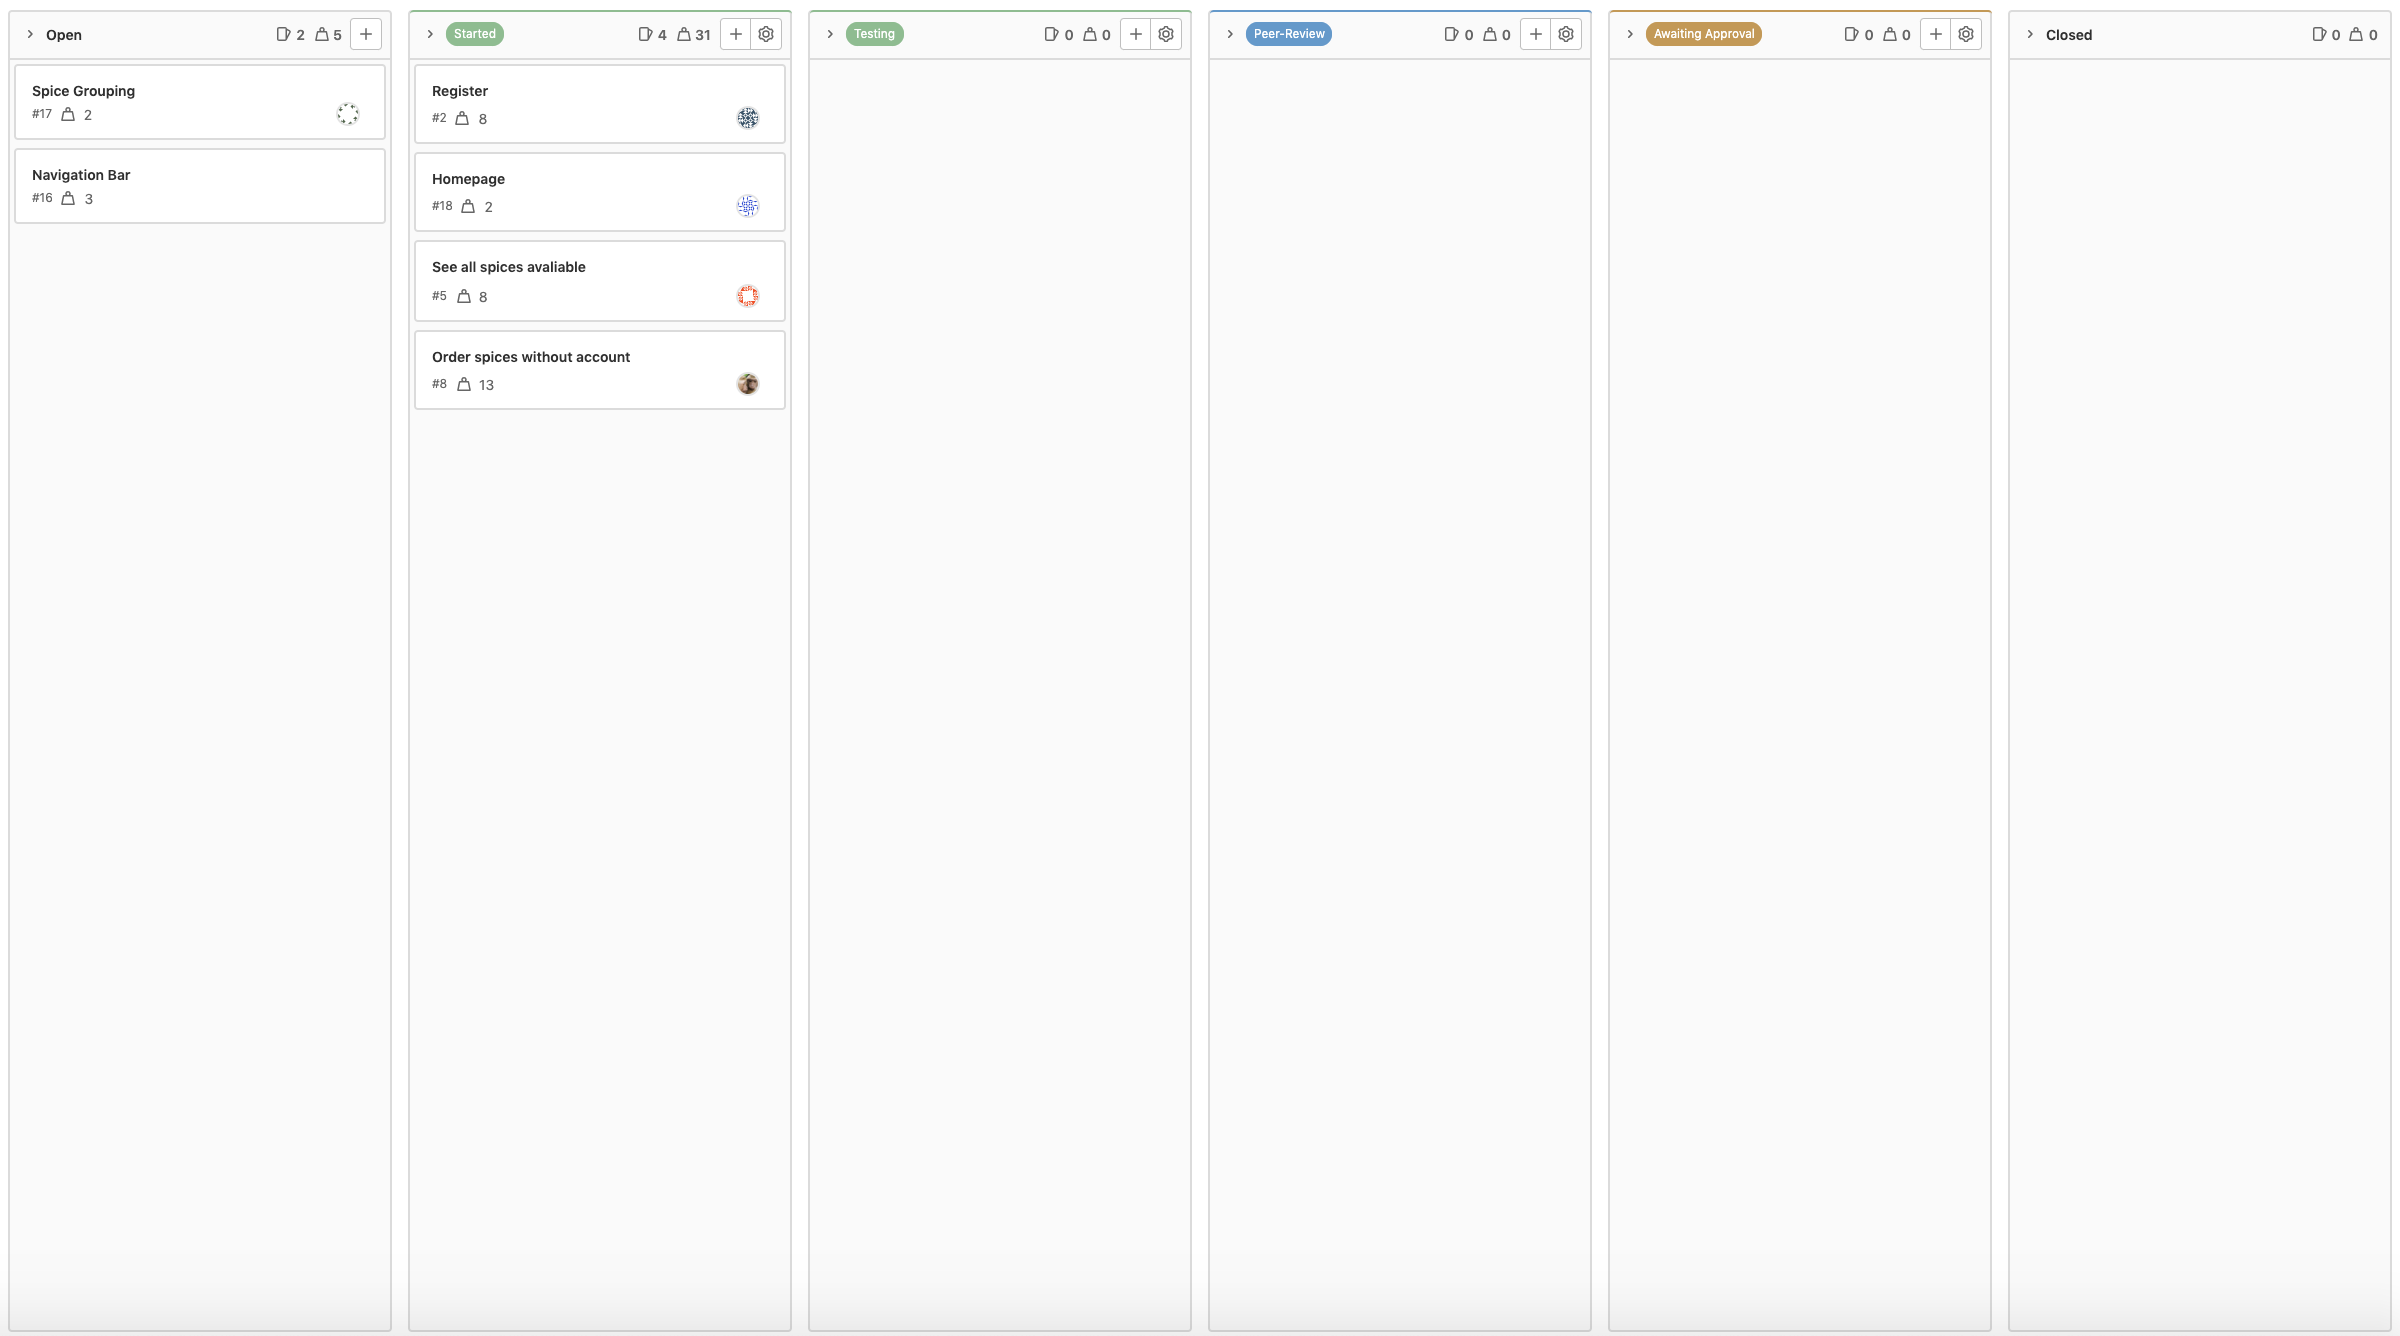 Open 2 5
Spice Grouping
#17 2
Navigation Bar
#16 3
Started 4 31
Register
#2 8
Homepage
#18 2
See all spices avaliable
#5 8
Order spices without account
#8 13
Testing 0 0
Peer-Review 0 0
Awaiting Approval 0 0
Closed 0 0